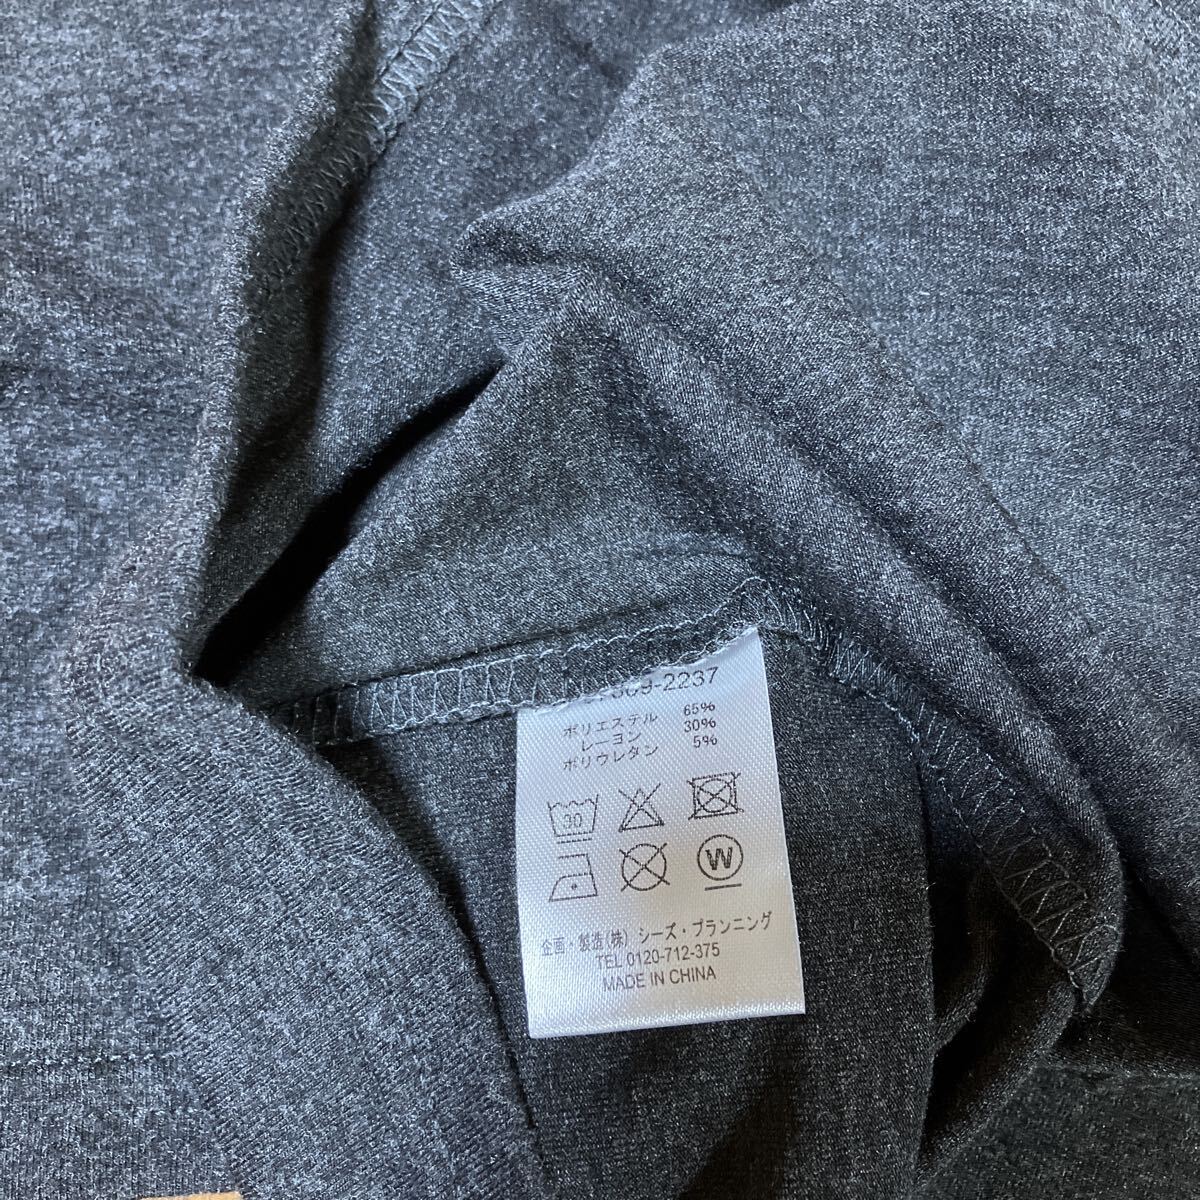 09-2237
ポリエステル 65%
レーヨン 30%
ポリウレタン 5%
30
W
企画・製造(株) シーズ・プランニング
TEL.0120-712-375
MADE IN CHINA